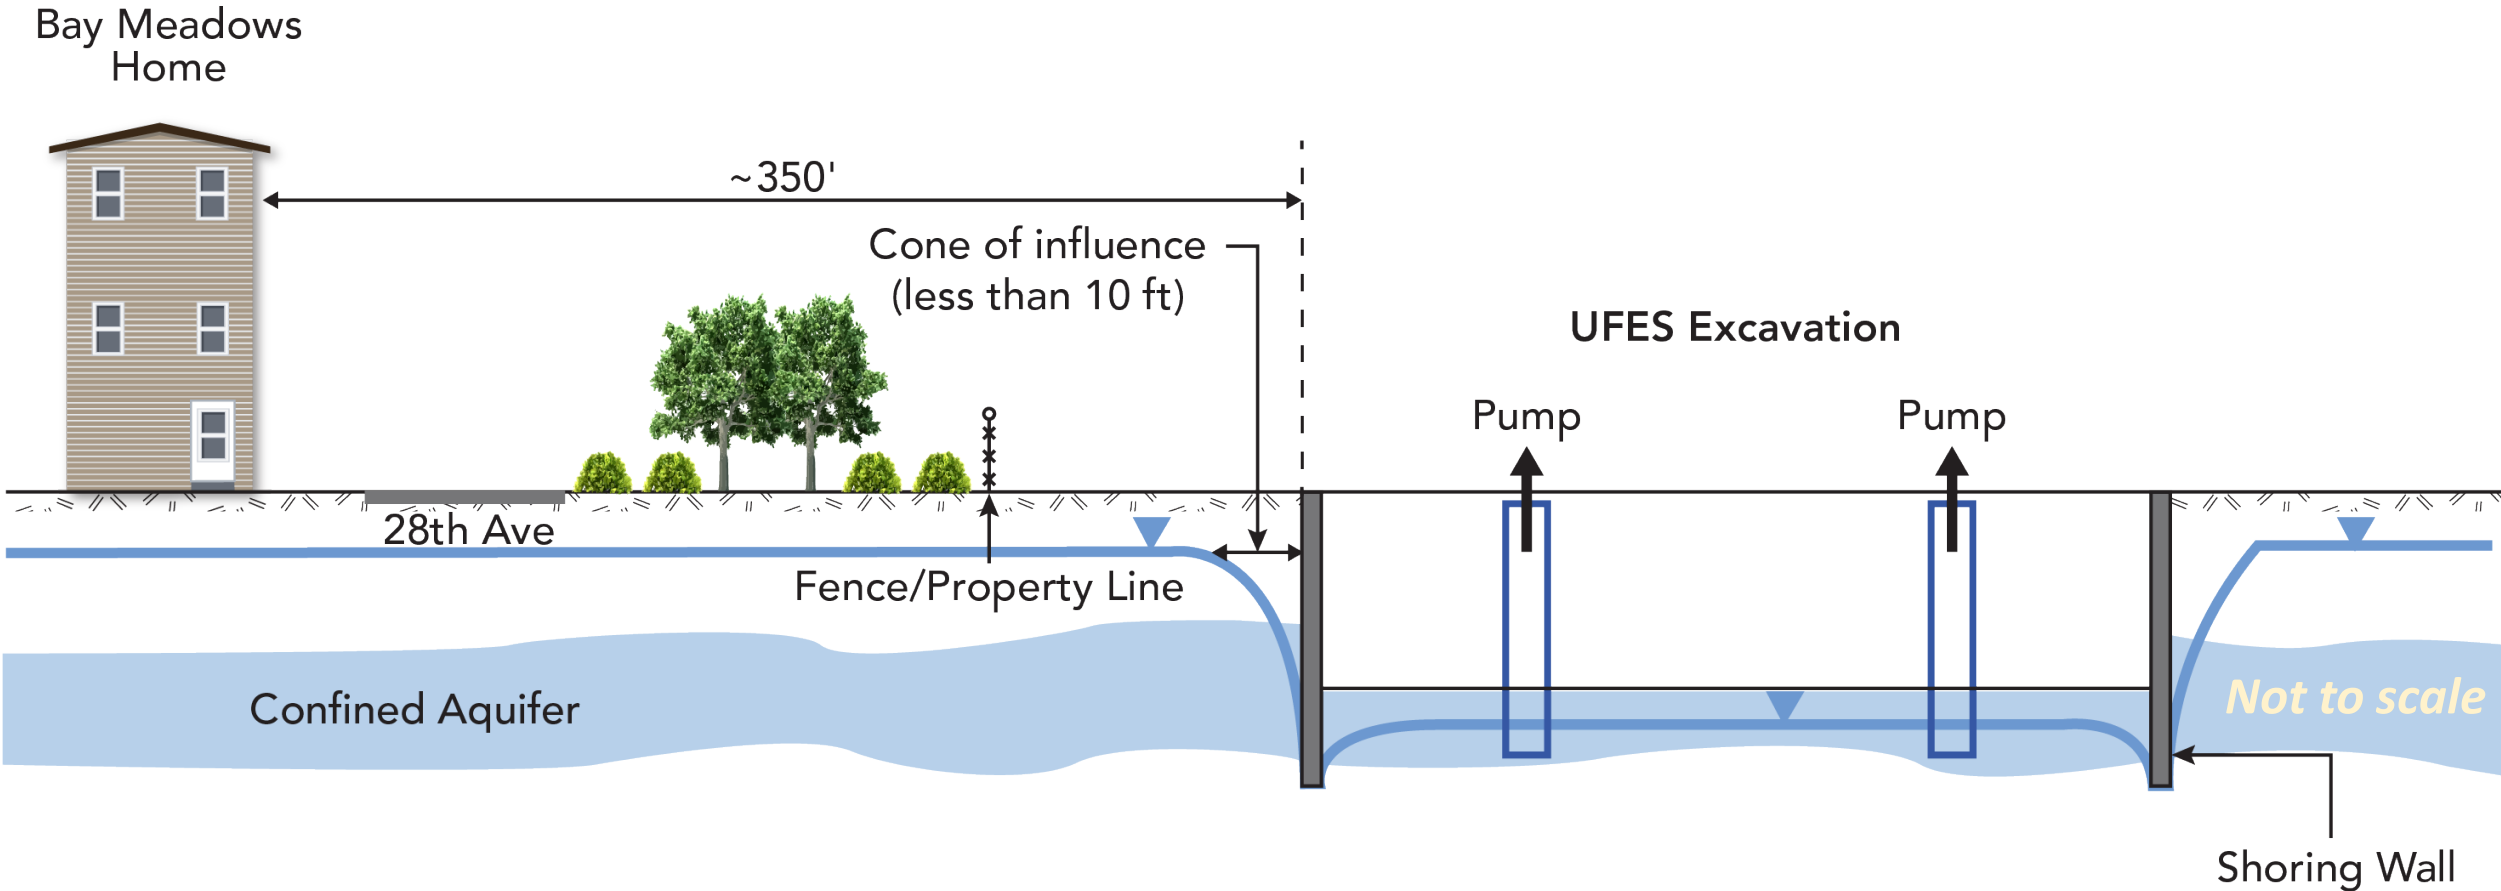 Bay Meadows
Home
~350'
Cone of influence
(less than 10 ft)
UFES Excavation
Pump
Pump
28th Ave
Fence/Property Line
Confined Aquifer
Not to scale
Shoring Wall